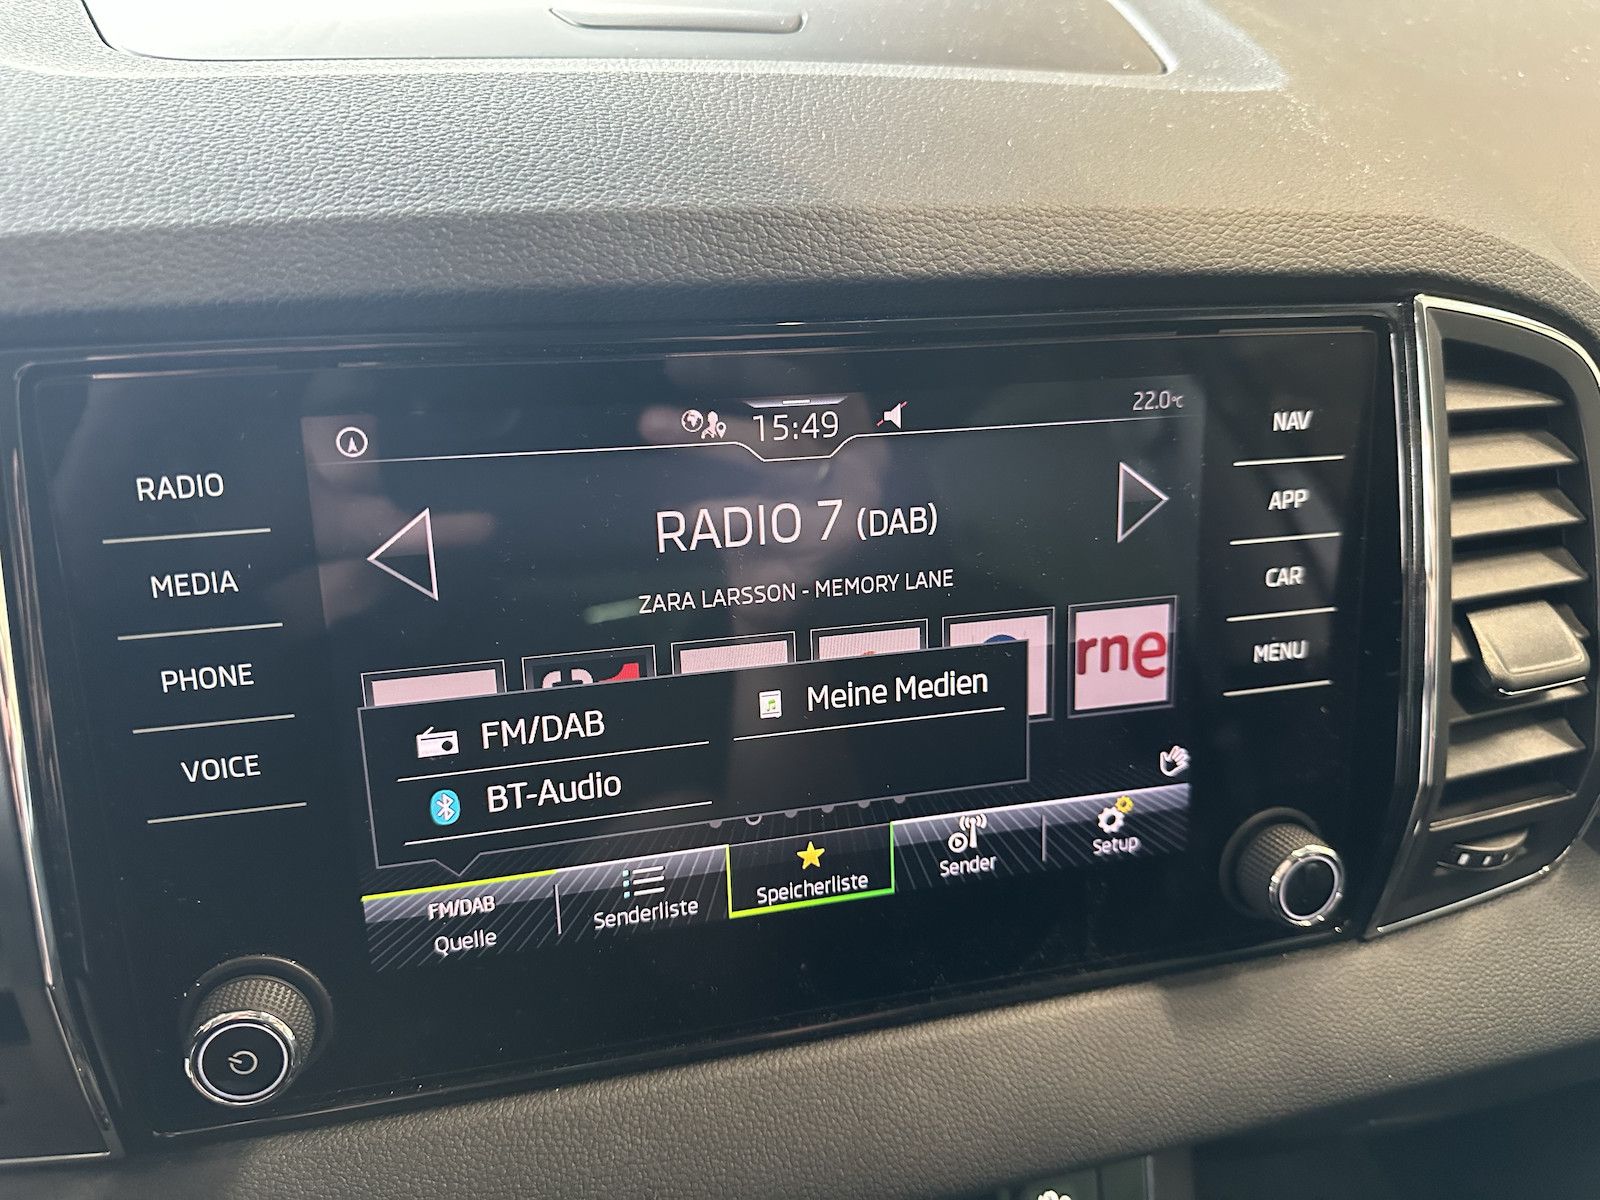 15:49
22.0°C
RADIO
MEDIA
PHONE
VOICE
RADIO 7 (DAB)
ZARA LARSSON - MEMORY LANE
rne
FM/DAB
Meine Medien
BT-Audio
FM/DAB
Quelle
Senderliste
Speicherliste
Sender
Setup
NAV
APP
CAR
MENU